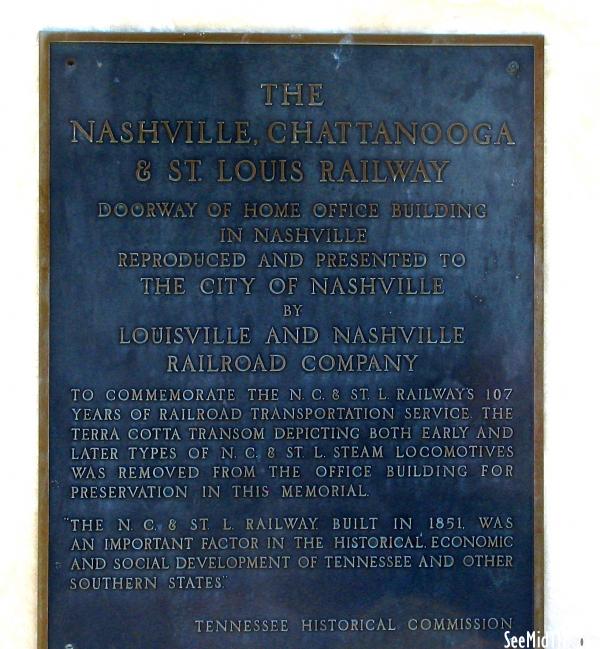 THE
NASHVILLE, CHATTANOOGA
& ST. LOUIS RAILWAY
DOORWAY OF HOME OFFICE BUILDING
IN NASHVILLE
REPRODUCED AND PRESENTED TO
THE CITY OF NASHVILLE
BY
LOUISVILLE AND NASHVILLE
RAILROAD COMPANY
TO COMMEMORATE THE N. C. & ST. L. RAILWAY'S 107
YEARS OF RAILROAD TRANSPORTATION SERVICE. THE
TERRA COTTA TRANSOM DEPICTING BOTH EARLY AND
LATER TYPES OF N. C. & ST. L. STEAM LOCOMOTIVES
WAS REMOVED FROM THE OFFICE BUILDING FOR
PRESERVATION IN THIS MEMORIAL.
"THE N. C. & ST. L. RAILWAY, BUILT IN 1851, WAS
AN IMPORTANT FACTOR IN THE HISTORICAL, ECONOMIC
AND SOCIAL DEVELOPMENT OF TENNESSEE AND OTHER
SOUTHERN STATES."
TENNESSEE HISTORICAL COMMISSION